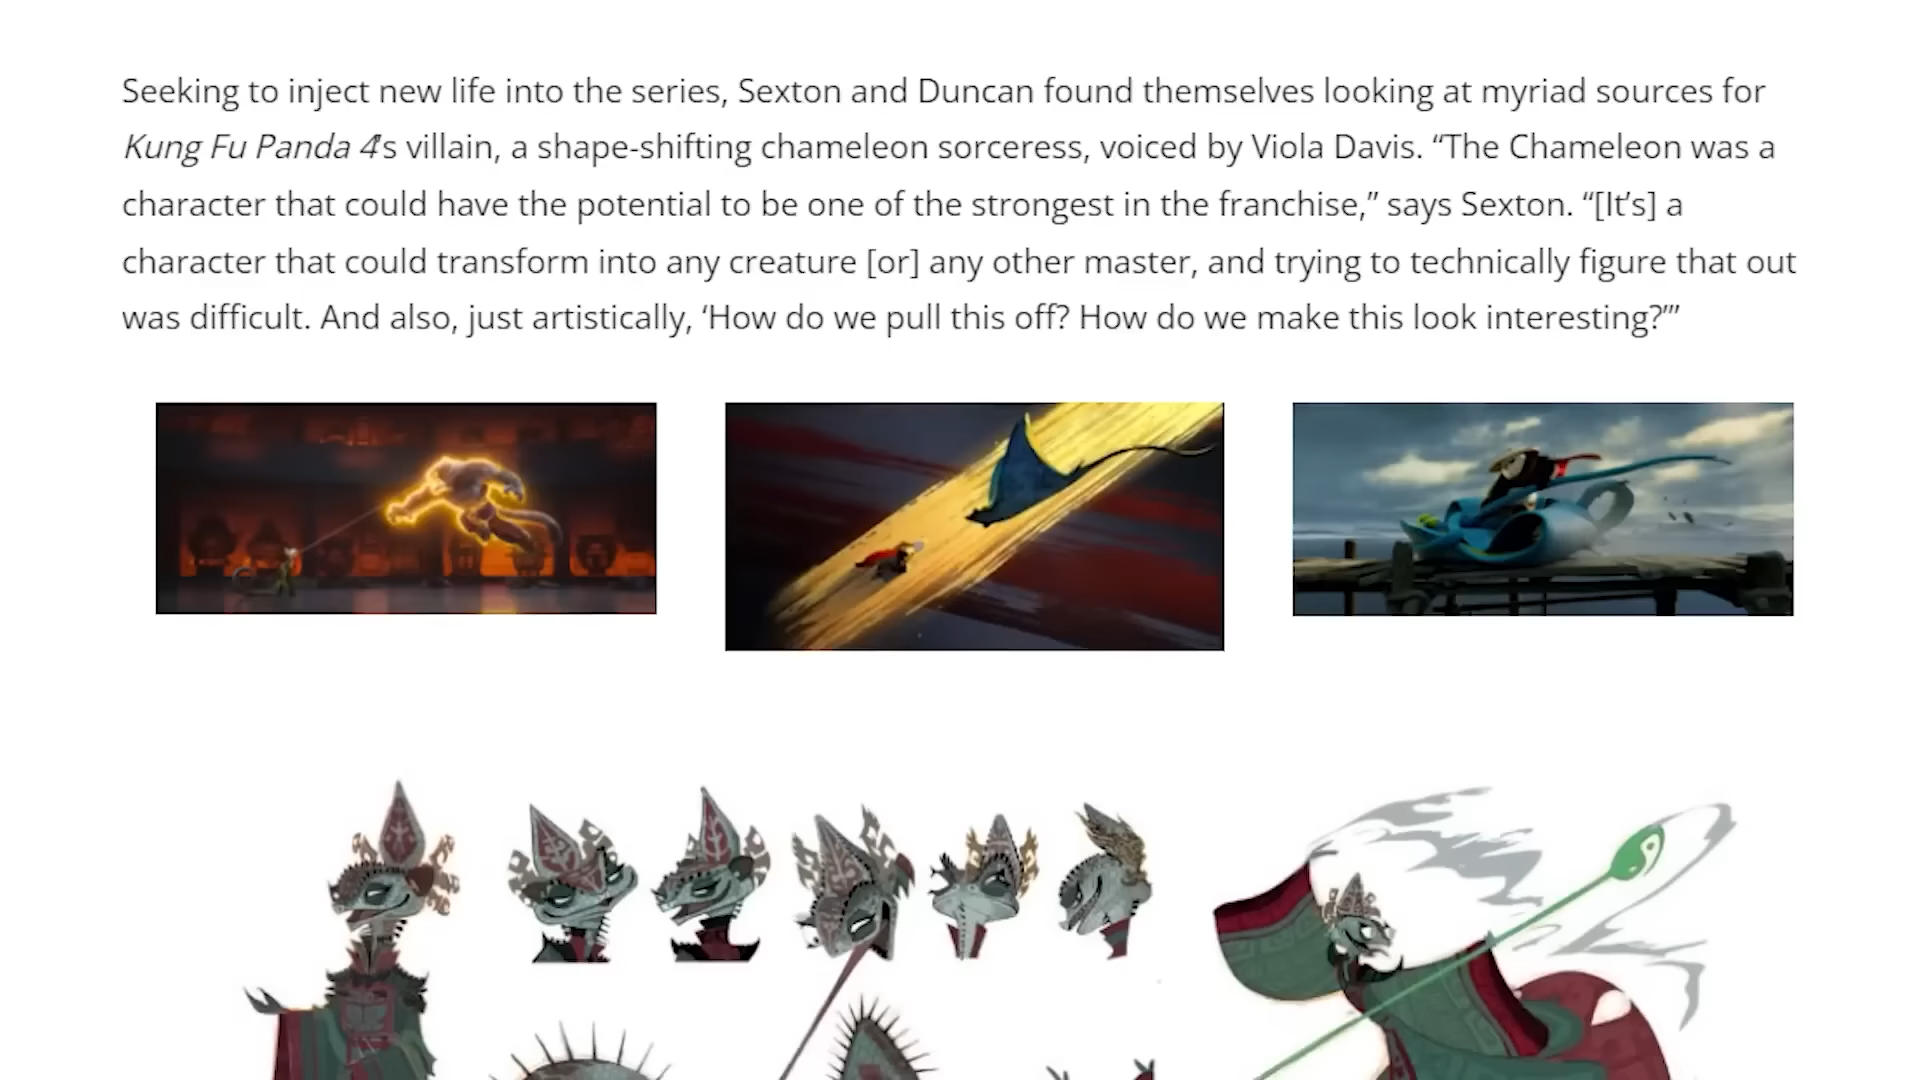 Seeking to inject new life into the series, Sexton and Duncan found themselves looking at myriad sources for
Kung Fu Panda 4’s villain, a shape-shifting chameleon sorceress, voiced by Viola Davis. “The Chameleon was a
character that could have the potential to be one of the strongest in the franchise,” says Sexton. “[It’s] a
character that could transform into any creature [or] any other master, and trying to technically figure that out
was difficult. And also, just artistically, ‘How do we pull this off? How do we make this look interesting?’”